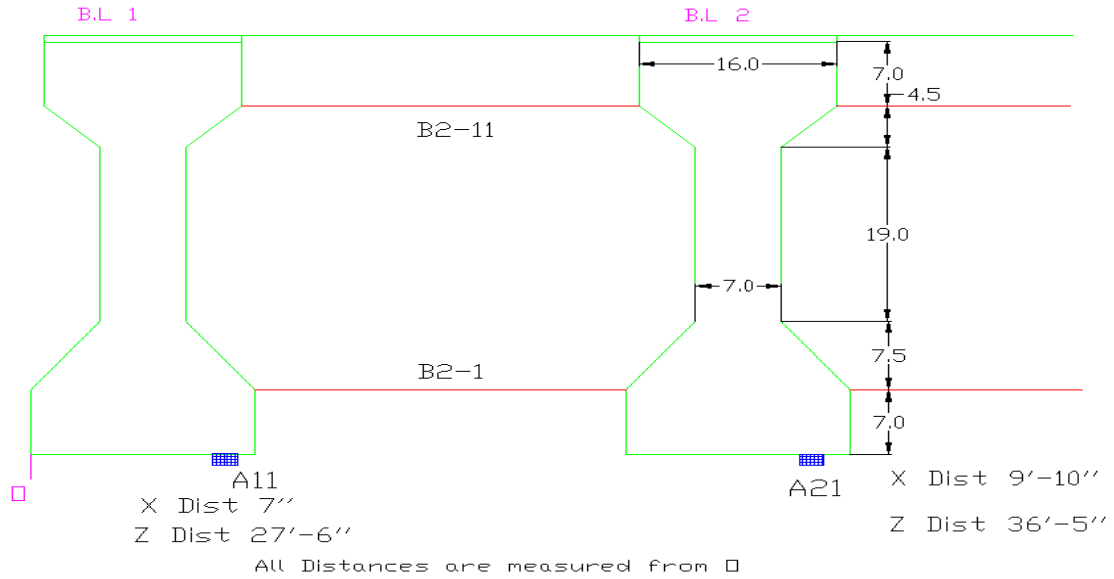 B.L 1
B.L 2
16.0
7.0
4.5
B2-11
19.0
7.0
B2-1
7.5
7.0
A11
A21
X Dist 7''
Z Dist 27'-6''
X Dist 9'-10''
Z Dist 36'-5''
All Distances are measured from □